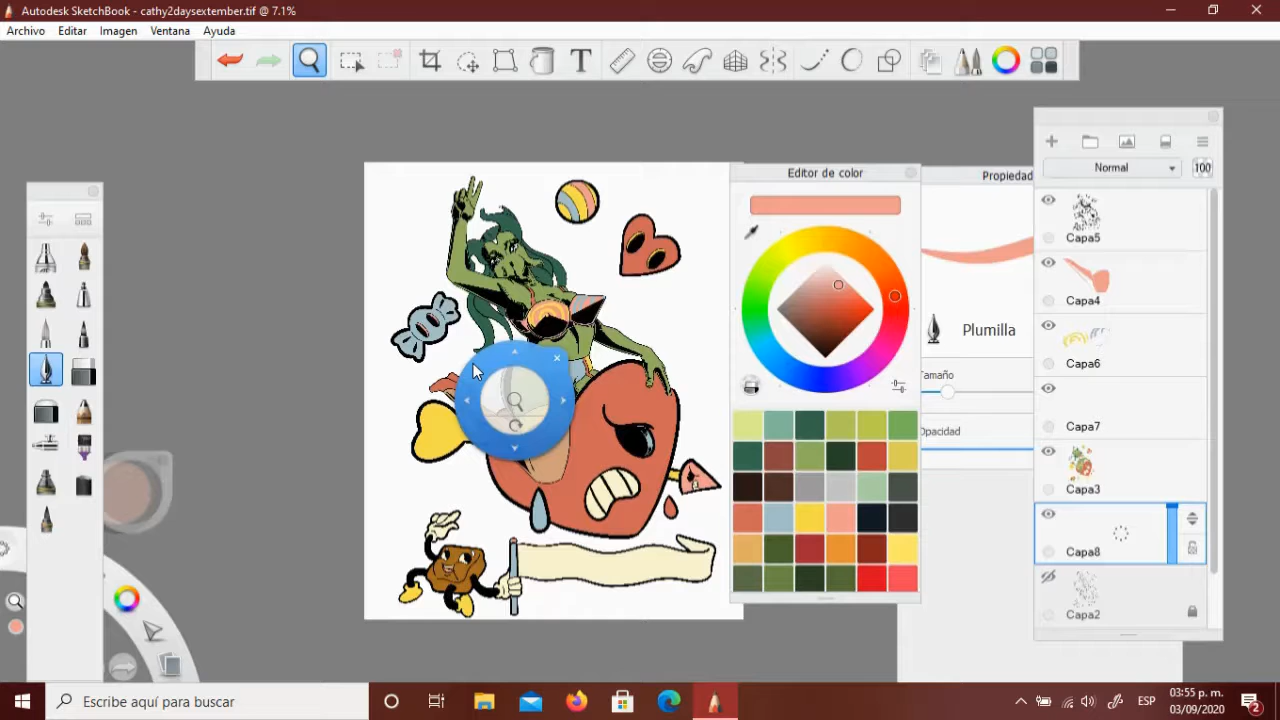 Autodesk SketchBook - cathy2daysextember.tif @ 7.1%
Archivo Editar Imagen Ventana Ayuda
T
Normal 100
Editor de color
Propiedad
Capa5
Capa4
Plumilla
Capa6
Tamaño
Capa7
Opacidad
Capa3
Capa8
Capa2
Escribe aquí para buscar
ESP
03:55 p. m.
03/09/2020
2